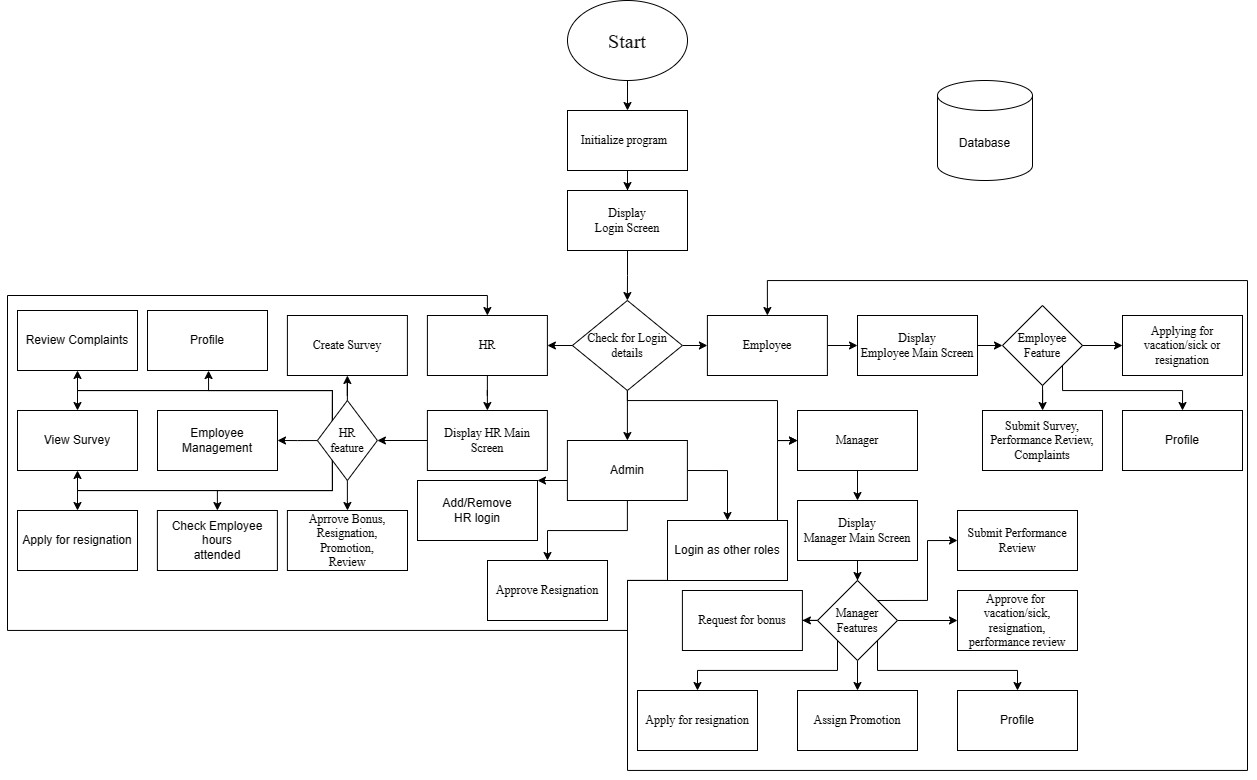 Start
Initialize program
Database
Display
Login Screen
Review Complaints
Profile
Create Survey
HR
Check for Login
details
Employee
Display
Employee Main Screen
Employee
Feature
Applying for
vacation/sick or
resignation
View Survey
Employee
Management
HR
feature
Display HR Main
Screen
Admin
Manager
Submit Survey,
Performance Review,
Complaints
Profile
Add/Remove
HR login
Apply for resignation
Check Employee
hours
attended
Aprrove Bonus,
Resignation,
Promotion,
Review
Login as other roles
Display
Manager Main Screen
Submit Performance
Review
Approve Resignation
Request for bonus
Manager
Features
Approve for
vacation/sick,
resignation,
performance review
Apply for resignation
Assign Promotion
Profile